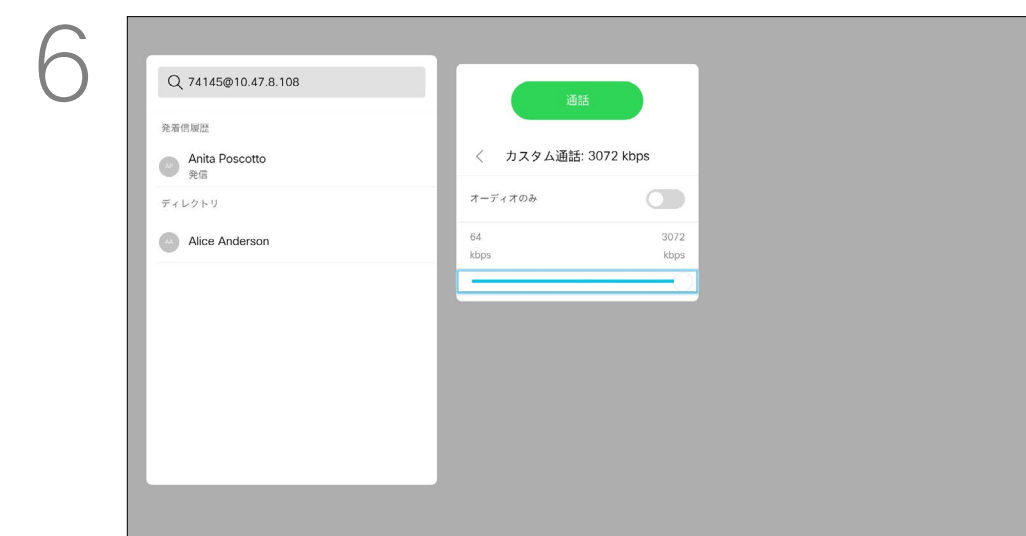 6
74145@10.47.8.108
発着信履歴
AP
Anita Poscotto
発信
ディレクトリ
AA
Alice Anderson
通話
カスタム通話: 3072 kbps
オーディオのみ
64
kbps
3072
kbps